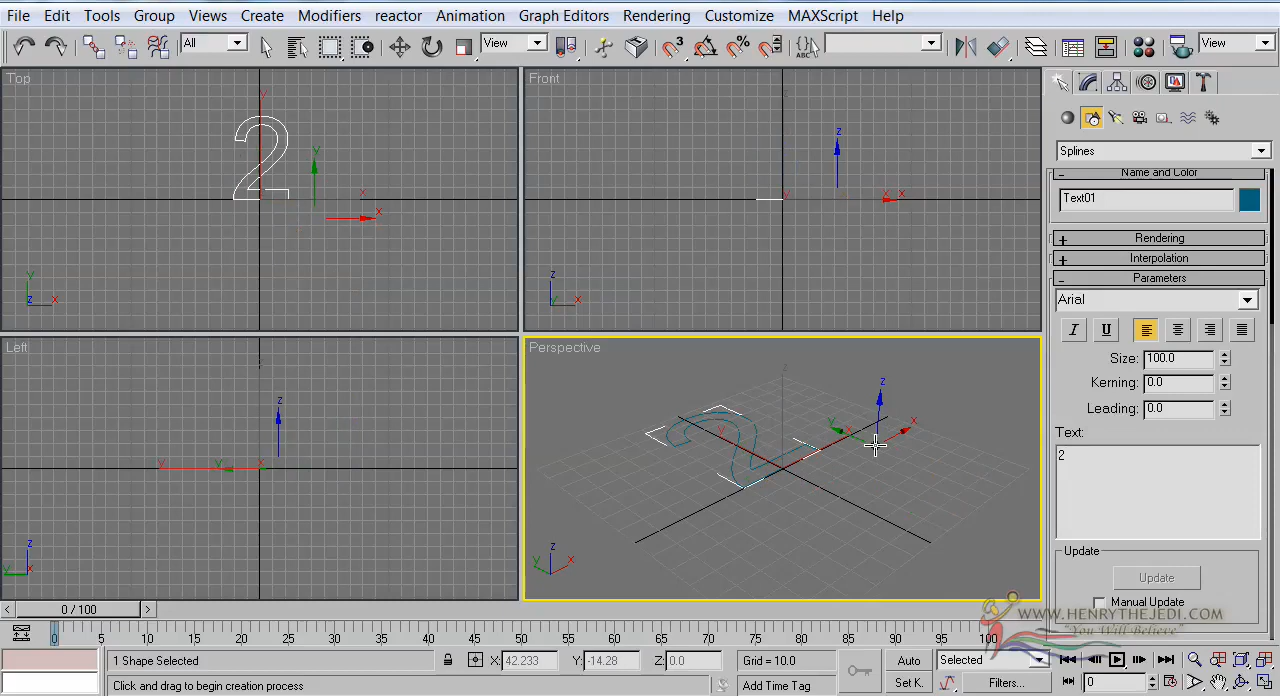 File Edit Tools Group Views Create Modifiers reactor Animation Graph Editors Rendering Customize MAXScript Help
All View 3 % ABC View
Top
Front
Splines
Name and Color
Text01
Rendering
Interpolation
Parameters
Arial
I U
Size: 100.0
Kerning: 0.0
Leading: 0.0
Text:
2
Left
Perspective
Update
Update
Manual Update
WWW.HENRYTHEJEDI.COM
"You Will Believe"
< 0 / 100 >
0 5 10 15 20 25 30 35 40 45 50 55 60 65 70 75 80 85 90 95 100
1 Shape Selected X: 42.233 Y: -14.28 Z: 0.0 Grid = 10.0 Auto Selected
Click and drag to begin creation process Add Time Tag Set K. Filters... 0